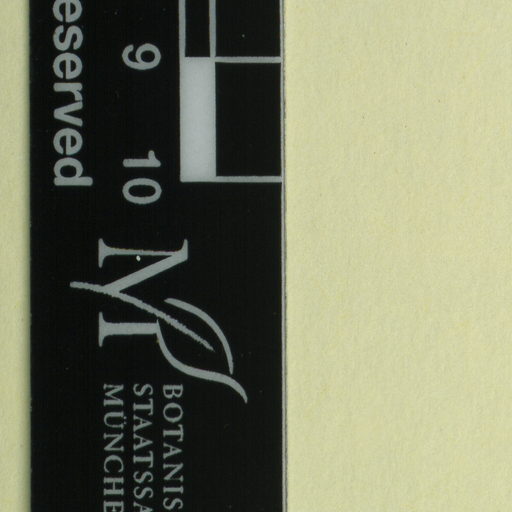 eserved
9 10
M
BOTANIS
STAATSSA
MÜNCHE